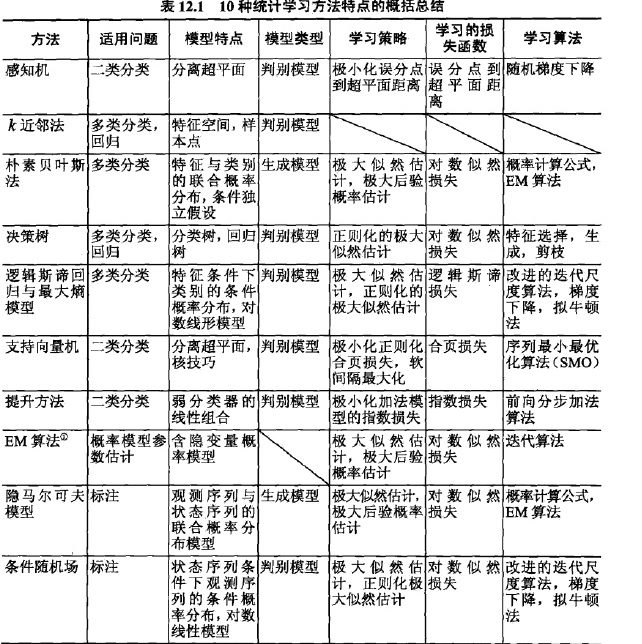 表 12.1 10 种统计学习方法特点的概括总结
方法 适用问题 模型特点 模型类型 学习策略 学习的损失函数 学习算法
感知机 二类分类 分离超平面 判别模型 极小化误分点到超平面距离 误分点到超平面距离 随机梯度下降
k 近邻法 多类分类，回归 特征空间，样本点 判别模型
朴素贝叶斯法 多类分类 特征与类别的联合概率分布，条件独立假设 生成模型 极大似然估计，极大后验概率估计 对数似然损失 概率计算公式，EM 算法
决策树 多类分类，回归 分类树，回归树 判别模型 正则化的极大似然估计 对数似然损失 特征选择，生成，剪枝
逻辑斯谛回归与最大熵模型 多类分类 特征条件下类别的条件概率分布，对数线形模型 判别模型 极大似然估计，正则化的极大似然估计 逻辑斯谛损失 改进的迭代尺度算法，梯度下降，拟牛顿法
支持向量机 二类分类 分离超平面，核技巧 判别模型 极小化正则化合页损失，软间隔最大化 合页损失 序列最小最优化算法（SMO）
提升方法 二类分类 弱分类器的线性组合 判别模型 极小化加法模型的指数损失 指数损失 前向分步加法算法
EM 算法① 概率模型参数估计 含隐变量概率模型 极大似然估计，极大后验概率估计 对数似然损失 迭代算法
隐马尔可夫模型 标注 观测序列与状态序列的联合概率分布模型 生成模型 极大似然估计，极大后验概率估计 对数似然损失 概率计算公式，EM 算法
条件随机场 标注 状态序列条件下观测序列的条件概率分布，对数线性模型 判别模型 极大似然估计，正则化极大似然估计 对数似然损失 改进的迭代尺度算法，梯度下降，拟牛顿法